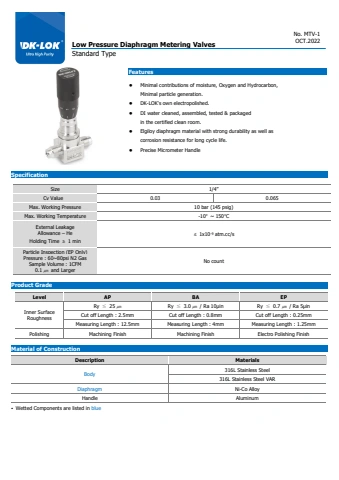 DK-LOK
Ultra High Purity
No. MTV-1
OCT.2022
Low Pressure Diaphragm Metering Valves
Standard Type
Features
● Minimal contributions of moisture, Oxygen and Hydrocarbon,
Minimal particle generation.
● DK-LOK's own electropolished.
● DI water cleaned, assembled, tested & packaged
in the certified clean room.
● Elgiloy diaphragm material with strong durability as well as
corrosion resistance for long cycle life.
● Precise Micrometer Handle
Specification
Size 1/4"
Cv Value 0.03 0.065
Max. Working Pressure 10 bar (145 psig)
Max. Working Temperature -10° ~ 150°C
External Leakage
Allowance – He
Holding Time ≥ 1 min
≤ 1x10⁻⁹ atm.cc/s
Particle Inseection (EP Only)
Pressure : 60~80psi N2 Gas
Sample Volume : 1CFM
0.1 ㎛ and Larger
No count
Product Grade
Level AP BA EP
Inner Surface
Roughness
Ry ≤ 25 ㎛ Ry ≤ 3.0 ㎛ / Ra 10μin Ry ≤ 0.7 ㎛ / Ra 5μin
Cut off Length : 2.5mm Cut off Length : 0.8mm Cut off Length : 0.25mm
Measuring Length : 12.5mm Measuring Length : 4mm Measuring Length : 1.25mm
Polishing Machining Finish Machining Finish Electro Polishing Finish
Material of Construction
Description Materials
Body 316L Stainless Steel
316L Stainless Steel VAR
Diaphragm Ni-Co Alloy
Handle Aluminum
• Wetted Components are listed in blue